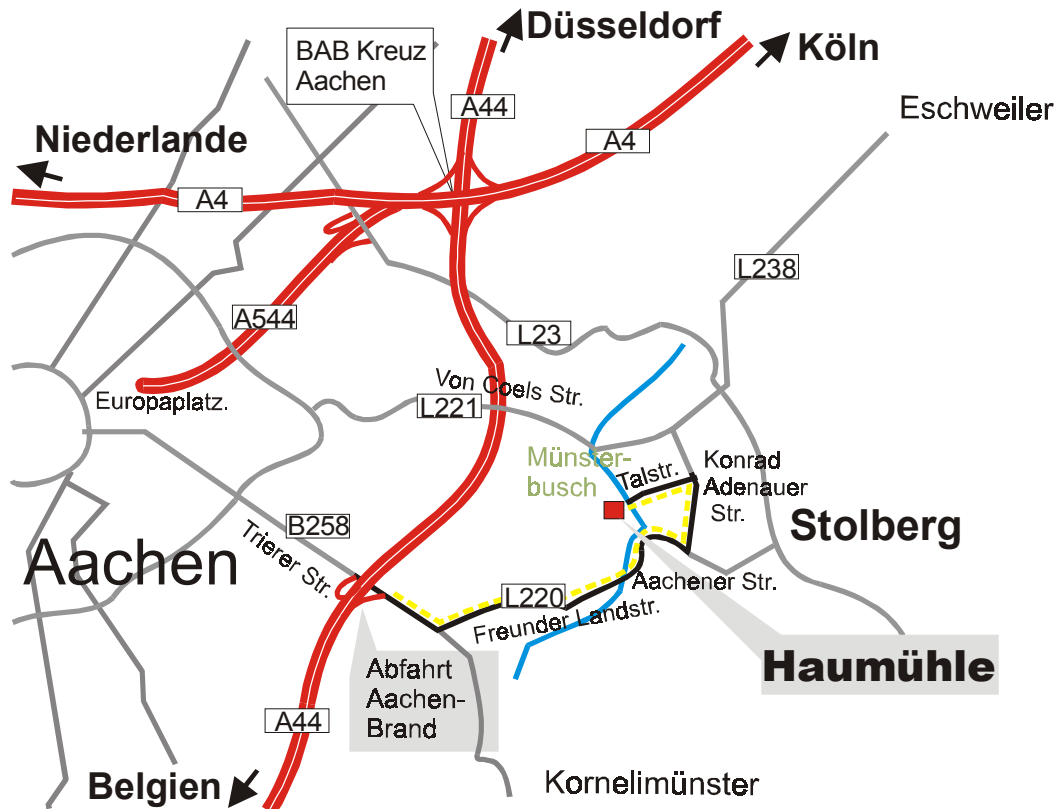 Düsseldorf
Köln
BAB Kreuz
Aachen
A44
Eschweiler
Niederlande
A4
A4
L238
A544
L23
Von Coels Str.
Europaplatz.
L221
Münster-
busch
Talstr.
Konrad
Adenauer
Str.
Stolberg
B258
Aachen
Trierer Str.
Aachener Str.
L220
Freunder Landstr.
Haumühle
Abfahrt
Aachen-
Brand
A44
Belgien
Kornelimünster